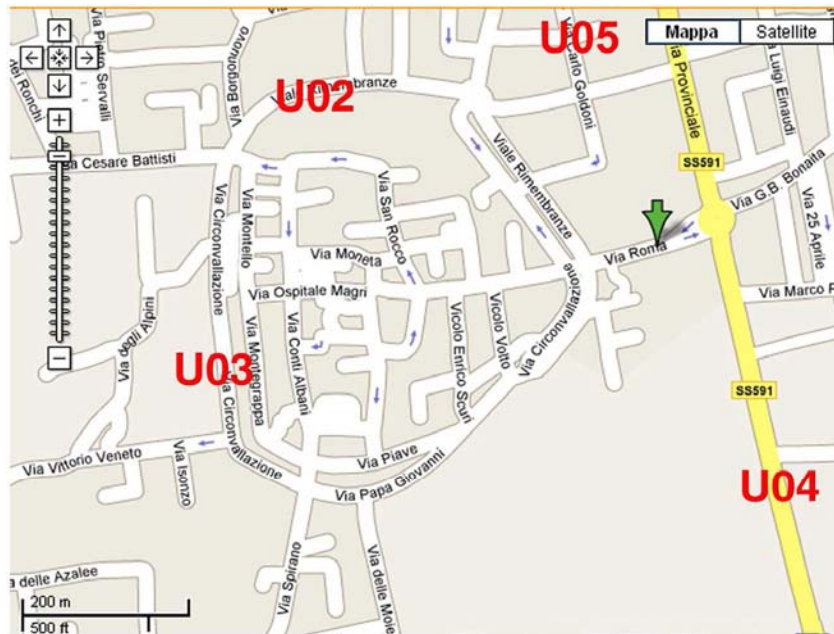 U05
Mappa
Satellite
Via Pietro Servalli
Via Borgonuovo
U02
Viale Rimembranze
Via Carlo Goldoni
Via Provinciale
Via Luigi Einaudi
SS591
Via Cesare Battisti
Viale Rimembranze
Via G.B. Bonaita
Via 25 Aprile
Via Circonvallazione
Via Montello
Via San Rocco
Via Moneta
Via Roma
Via Ospitale Magri
Via Marco P
Via Circonvallazione
Via degli Alpini
Via Montegrappa
Via Conti Albani
Vicolo Enrico Scuri
Vicolo Volto
U03
SS591
Via Circonvallazione
Via Vittorio Veneto
Via Isonzo
Via Piave
Via Papa Giovanni
U04
Via Spirano
Via delle Moie
a delle Azalee
200 m
500 ft